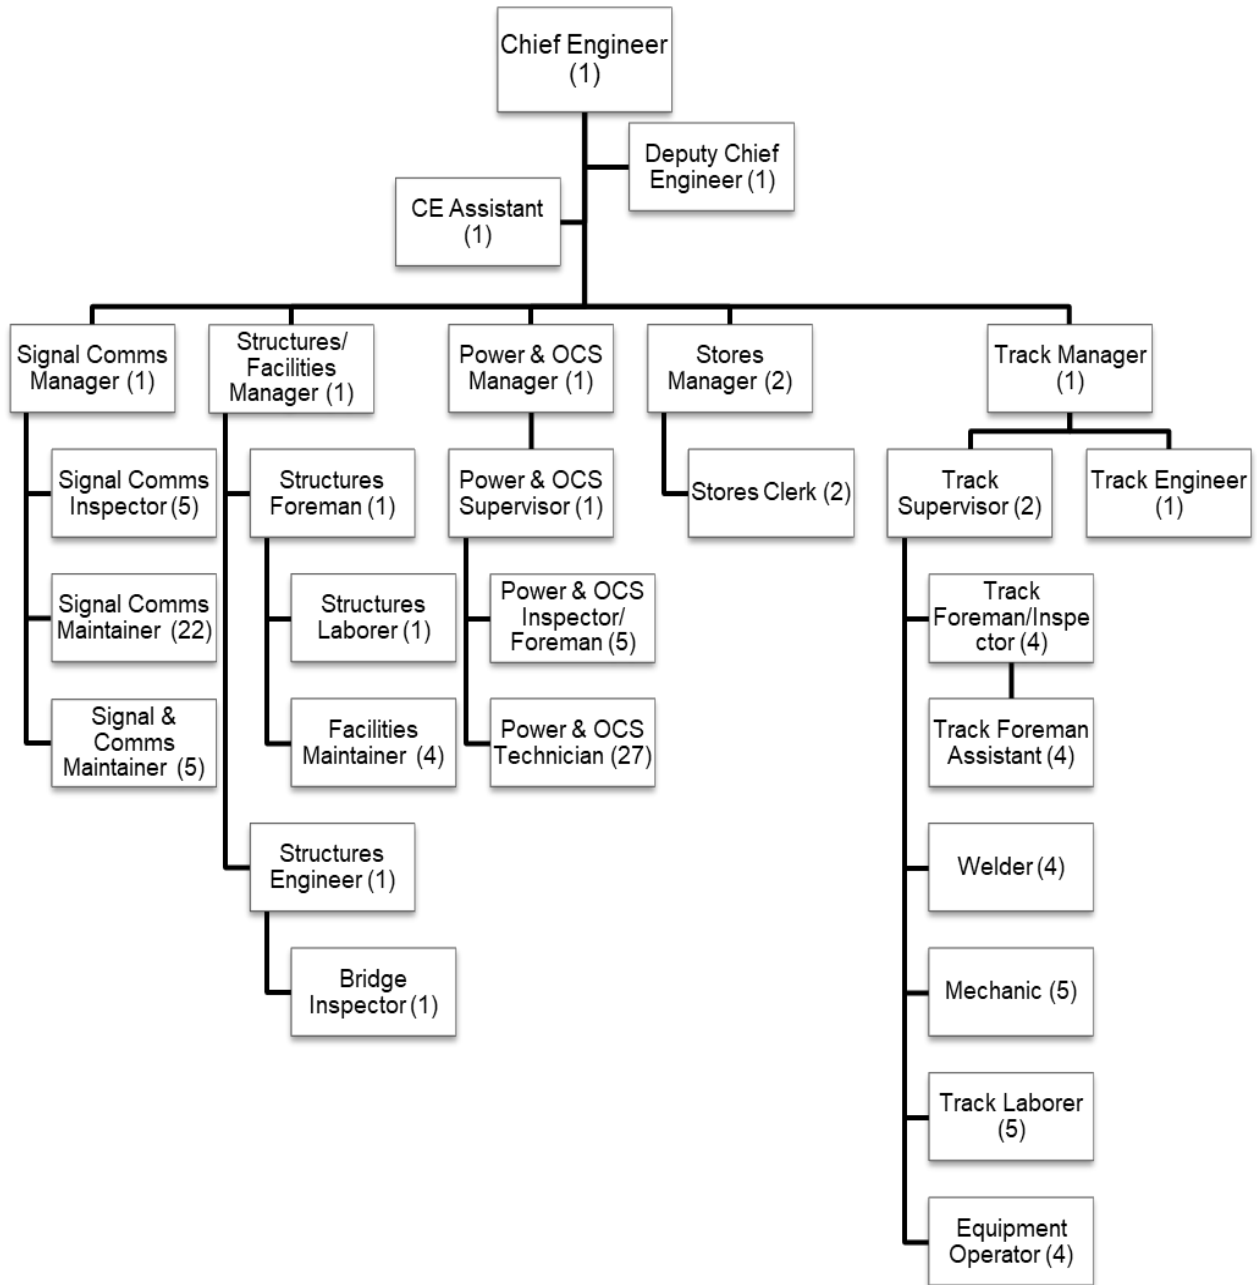 Chief Engineer
(1)
Deputy Chief
Engineer (1)
CE Assistant
(1)
Signal Comms
Manager (1)
Structures/
Facilities
Manager (1)
Power & OCS
Manager (1)
Stores
Manager (2)
Track Manager
(1)
Signal Comms
Inspector (5)
Structures
Foreman (1)
Power & OCS
Supervisor (1)
Stores Clerk (2)
Track
Supervisor (2)
Track Engineer
(1)
Signal Comms
Maintainer (22)
Structures
Laborer (1)
Power & OCS
Inspector/
Foreman (5)
Track
Foreman/Inspe
ctor (4)
Signal &
Comms
Maintainer (5)
Facilities
Maintainer (4)
Power & OCS
Technician (27)
Track Foreman
Assistant (4)
Structures
Engineer (1)
Welder (4)
Bridge
Inspector (1)
Mechanic (5)
Track Laborer
(5)
Equipment
Operator (4)